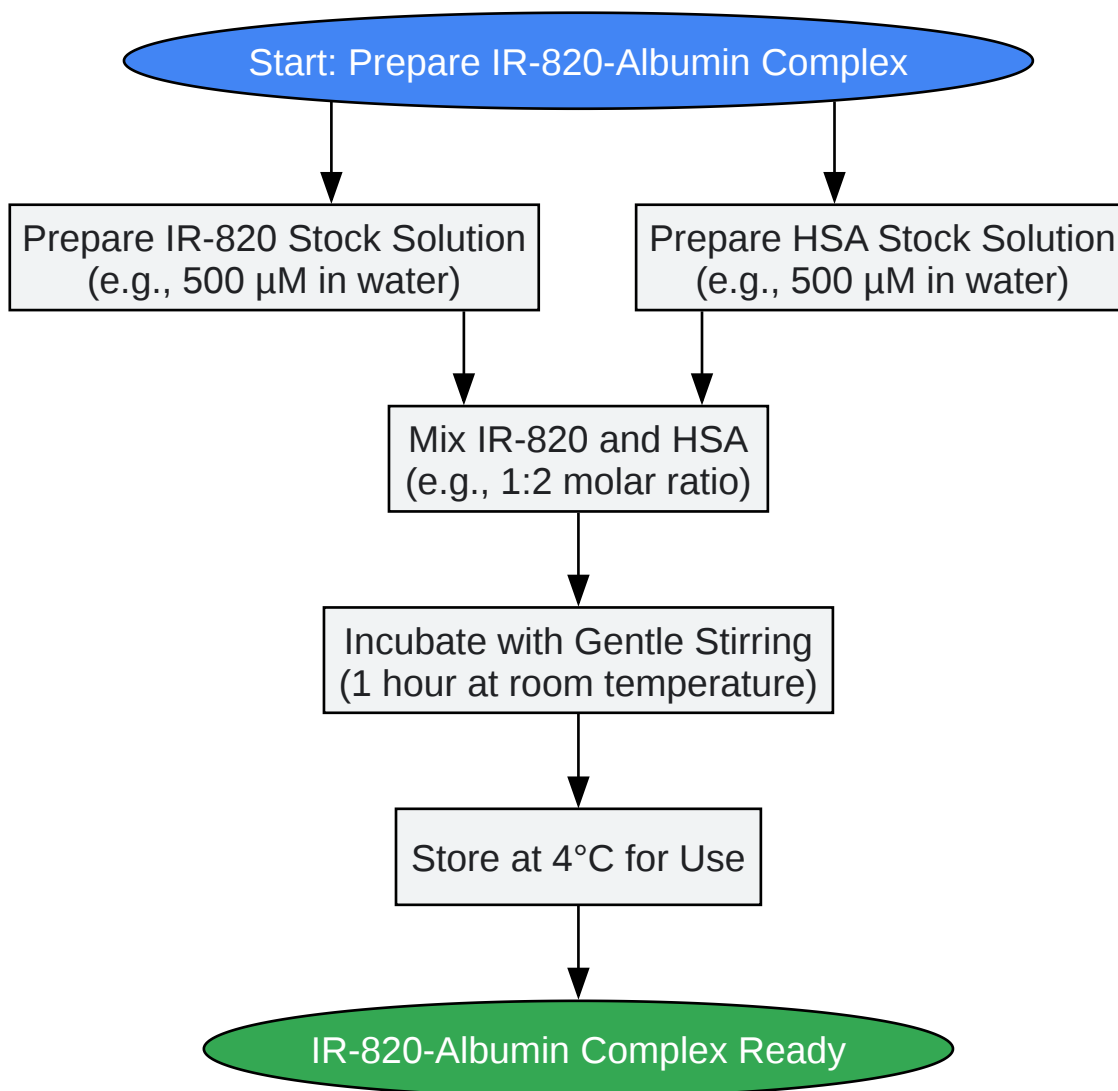 Start: Prepare IR-820-Albumin Complex
Prepare IR-820 Stock Solution
(e.g., 500 µM in water)
Prepare HSA Stock Solution
(e.g., 500 µM in water)
Mix IR-820 and HSA
(e.g., 1:2 molar ratio)
Incubate with Gentle Stirring
(1 hour at room temperature)
Store at 4°C for Use
IR-820-Albumin Complex Ready